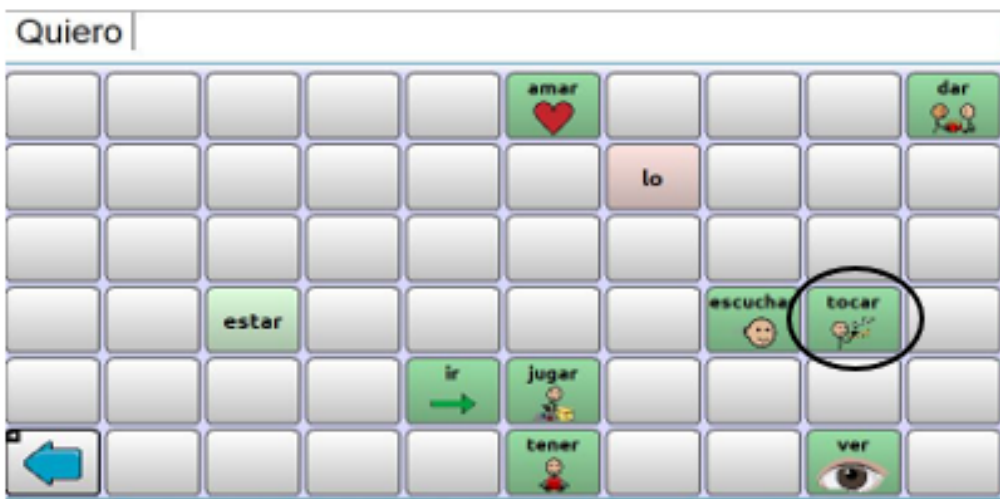 Quiero
amar
dar
lo
estar
escucha
tocar
ir
jugar
tener
ver